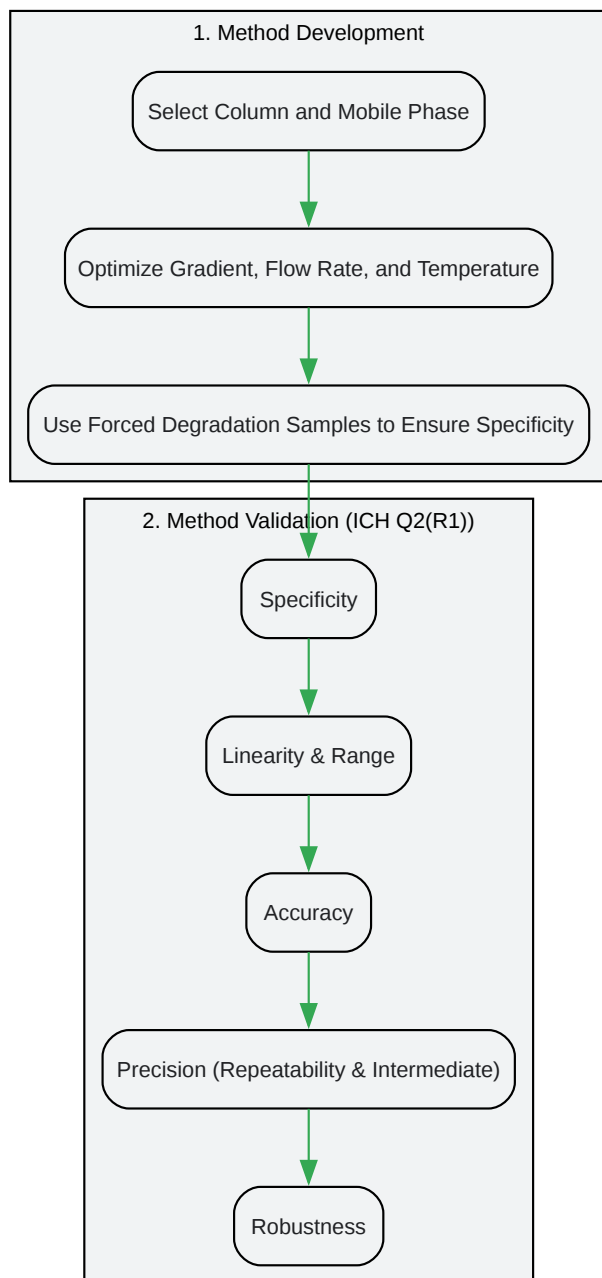 1. Method Development
Select Column and Mobile Phase
Optimize Gradient, Flow Rate, and Temperature
Use Forced Degradation Samples to Ensure Specificity
2. Method Validation (ICH Q2(R1))
Specificity
Linearity & Range
Accuracy
Precision (Repeatability & Intermediate)
Robustness